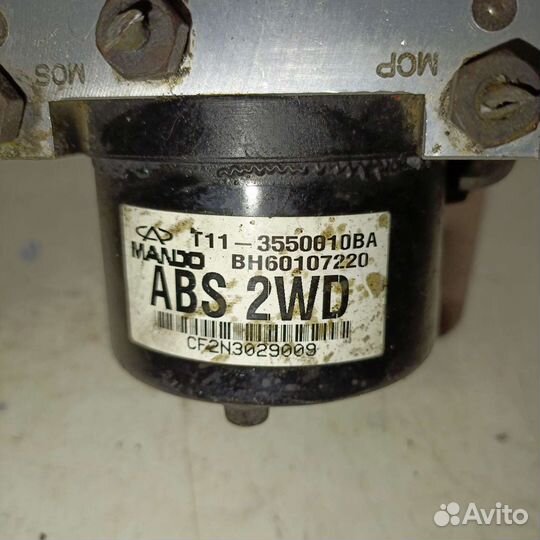 MOS
MOP
T11-3550010BA
MANDO BH60107220
ABS 2WD
CF2N3029009
Avito